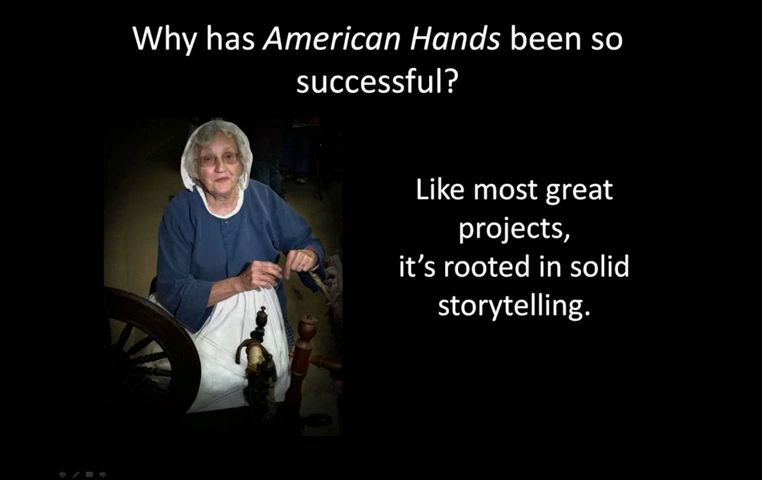 Why has American Hands been so
successful?
Like most great
projects,
it’s rooted in solid
storytelling.